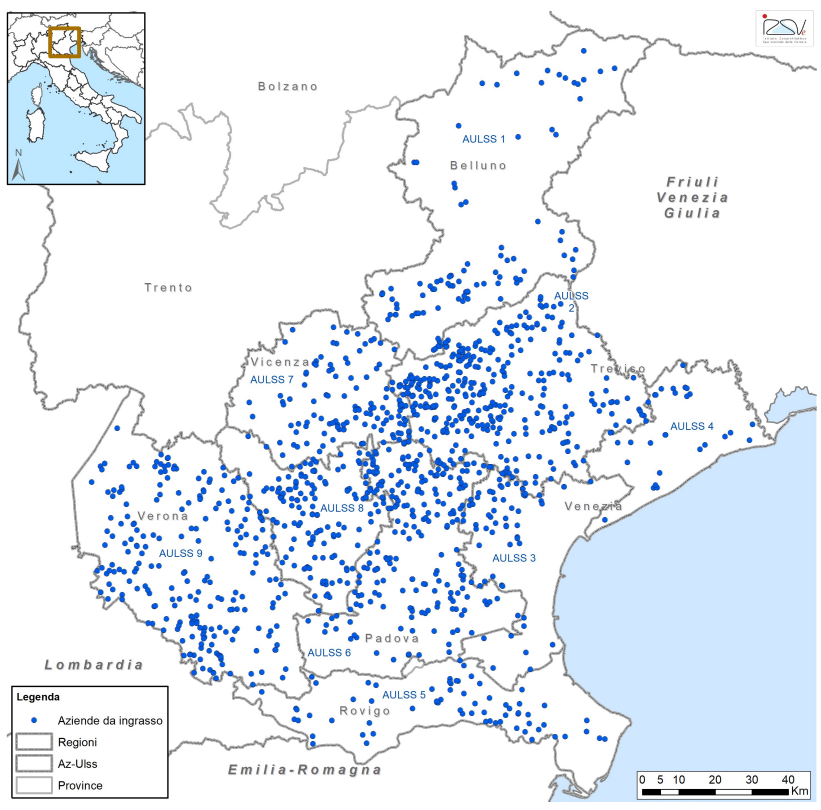 IZSVe
N
Bolzano
AULSS 1
Belluno
Friuli
Venezia
Giulia
Trento
AULSS
2
Vicenza
AULSS 7
Treviso
AULSS 4
Verona
AULSS 8
Venezia
AULSS 9
AULSS 3
Padova
AULSS 6
Lombardia
AULSS 5
Rovigo
Emilia-Romagna
Legenda
Aziende da ingrasso
Regioni
Az-Ulss
Province
0 5 10 20 30 40
Km